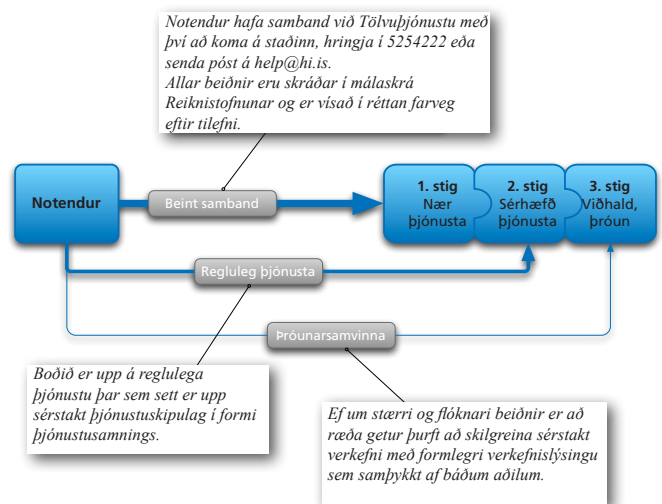 Notendur hafa samband við Tölvuþjónustu með
því að koma á staðinn, hringja í 5254222 eða
senda póst á help@hi.is.
Allar beiðnir eru skráðar í málaskrá
Reiknistofnunar og er vísað í réttan farveg
eftir tilefni.
Notendur
Beint samband
1. stig
Nær
þjónusta
2. stig
Sérhæfð
þjónusta
3. stig
Viðhald,
þróun
Regluleg þjónusta
Þróunarsamvinna
Boðið er upp á reglulega
þjónustu þar sem sett er upp
sérstakt þjónustuskipulag í formi
þjónustusamnings.
Ef um stærri og flóknari beiðnir er að
ræða getur þurft að skilgreina sérstakt
verkefni með formlegri verkefnislýsingu
sem samþykkt af báðum aðilum.